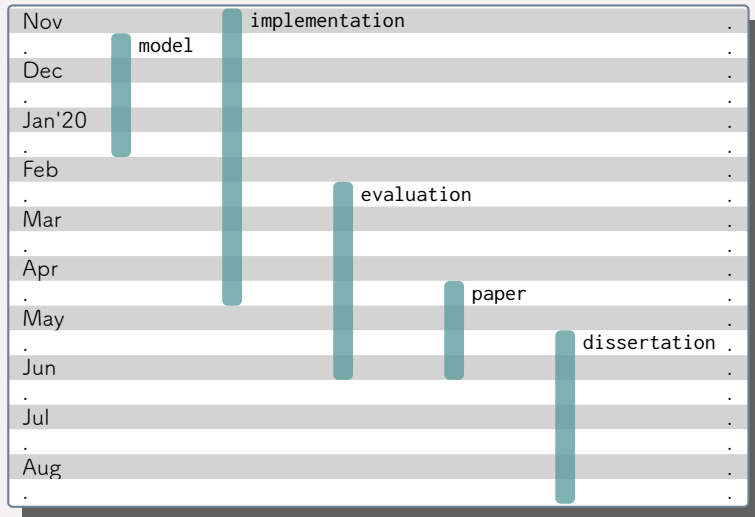 Nov implementation .
. model .
Dec .
. .
Jan'20 .
. .
Feb .
. evaluation .
Mar .
. .
Apr .
. paper .
May .
. dissertation .
Jun .
. .
Jul .
. .
Aug .
. .